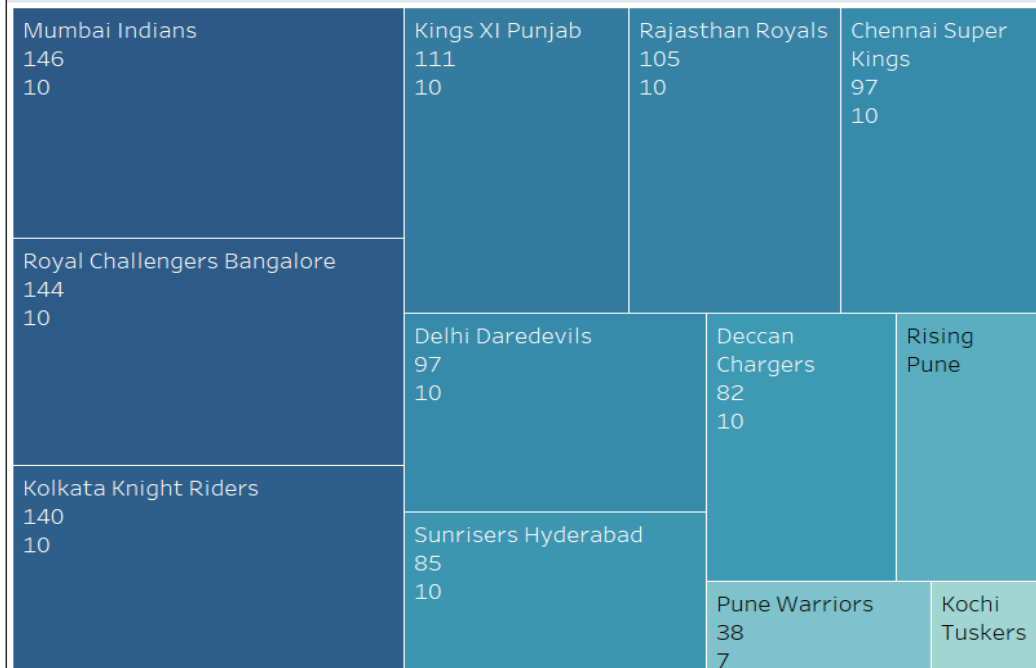 Mumbai Indians
146
10
Royal Challengers Bangalore
144
10
Kolkata Knight Riders
140
10
Kings XI Punjab
111
10
Rajasthan Royals
105
10
Chennai Super
Kings
97
10
Delhi Daredevils
97
10
Sunrisers Hyderabad
85
10
Deccan
Chargers
82
10
Rising
Pune
Pune Warriors
38
7
Kochi
Tuskers